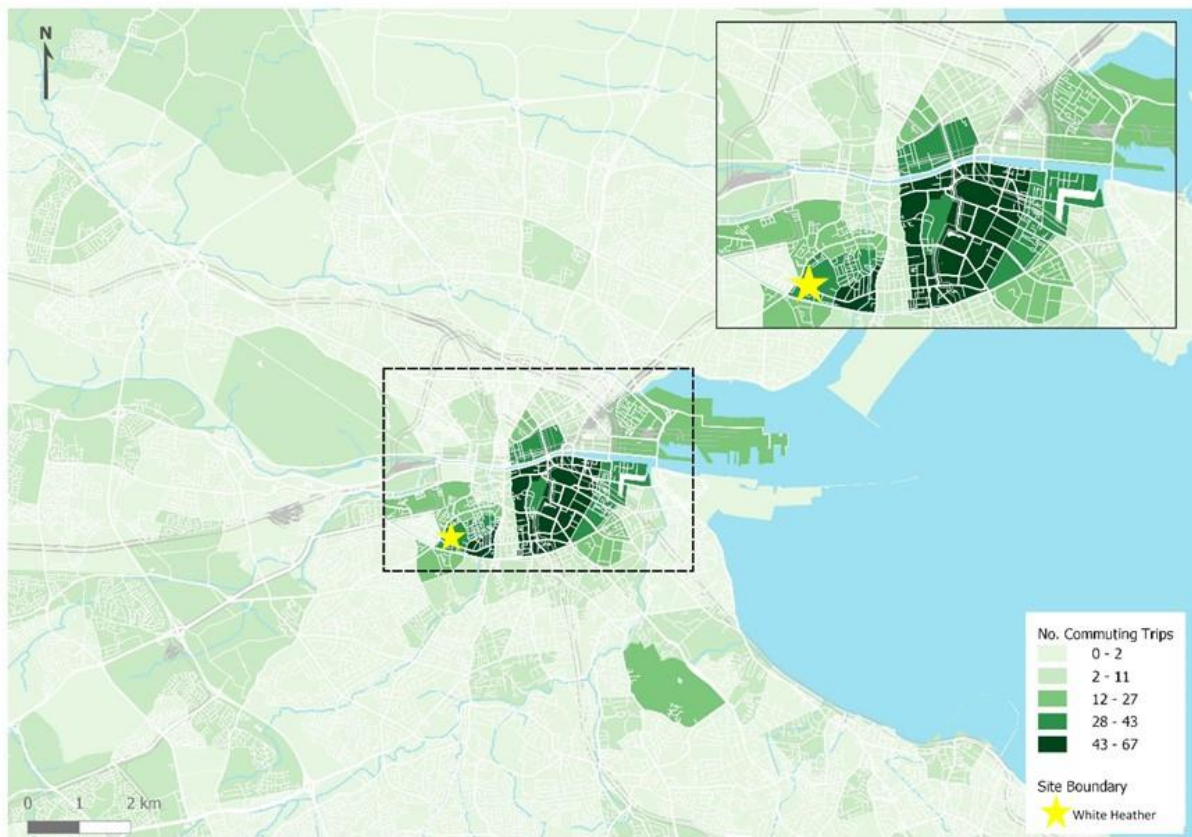 N
No. Commuting Trips
0 - 2
2 - 11
12 - 27
28 - 43
43 - 67
Site Boundary
White Heather
0 1 2 km